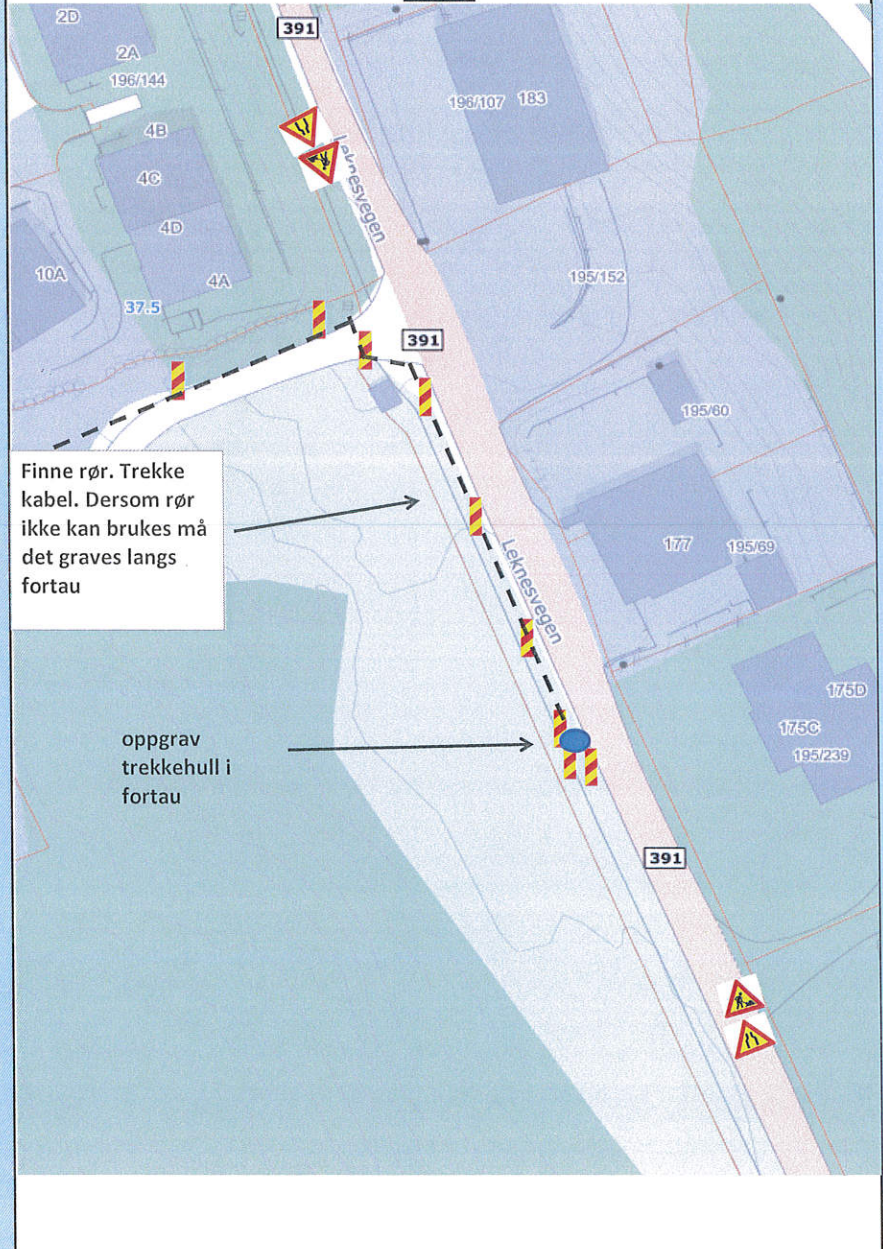 2D
391
2A
196/144
196/107 183
4B
Leknesvegen
4C
4D
10A
4A
195/152
37.5
391
195/60
Finne rør. Trekke
kabel. Dersom rør
ikke kan brukes må
det graves langs
fortau
177
195/69
Leknesvegen
175D
175C
195/239
oppgrav
trekkehull i
fortau
391